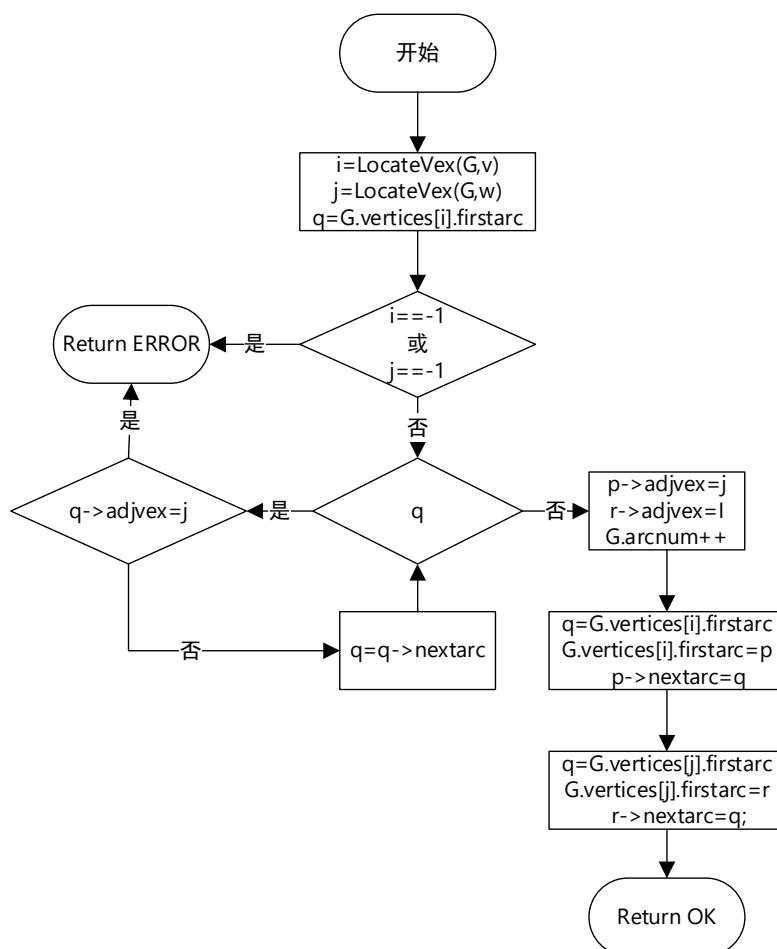 开始
i=LocateVex(G,v)
j=LocateVex(G,w)
q=G.vertices[i].firstarc
i==-1
或
j==-1
是
Return ERROR
否
是
q->adjvex=j
是
q
否
p->adjvex=j
r->adjvex=l
G.arcnum++
否
q=q->nextarc
q=G.vertices[i].firstarc
G.vertices[i].firstarc=p
p->nextarc=q
q=G.vertices[j].firstarc
G.vertices[j].firstarc=r
r->nextarc=q;
Return OK